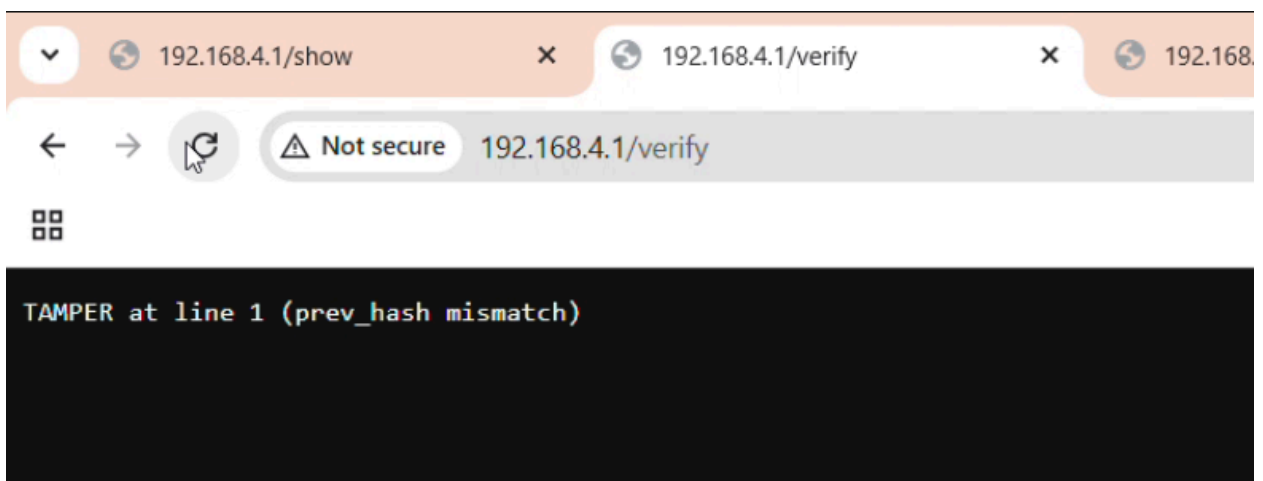 192.168.4.1/show
192.168.4.1/verify
192.168.
Not secure
192.168.4.1/verify
TAMPER at line 1 (prev_hash mismatch)